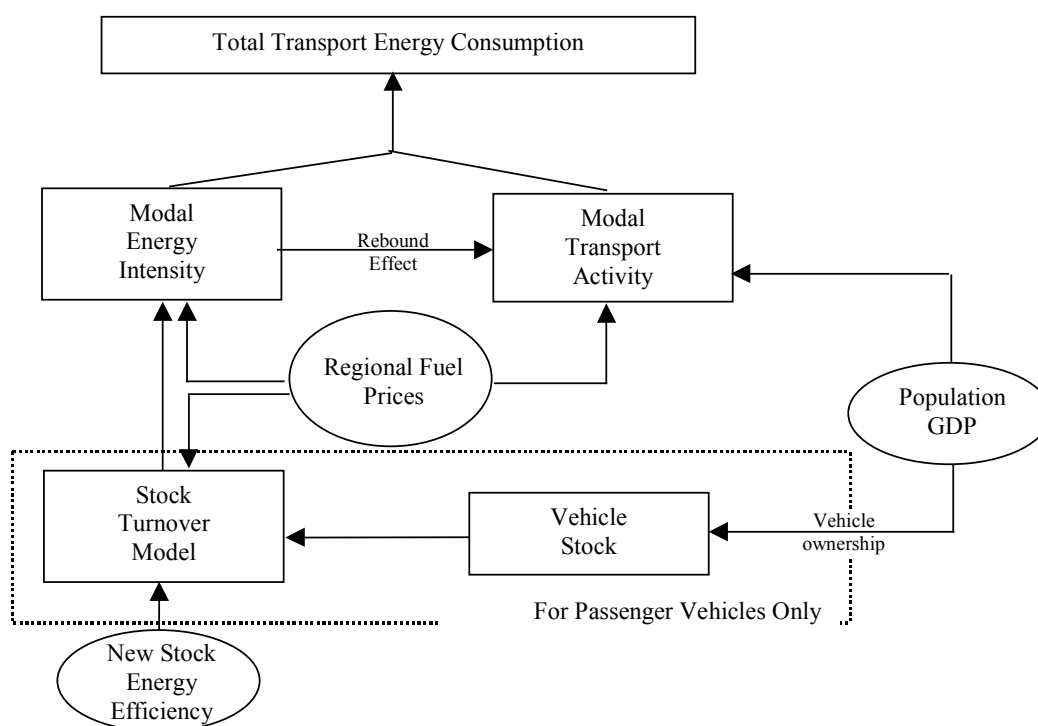 Total Transport Energy Consumption
Modal
Energy
Intensity
Rebound
Effect
Modal
Transport
Activity
Regional Fuel
Prices
Population
GDP
Stock
Turnover
Model
Vehicle
Stock
Vehicle
ownership
For Passenger Vehicles Only
New Stock
Energy
Efficiency